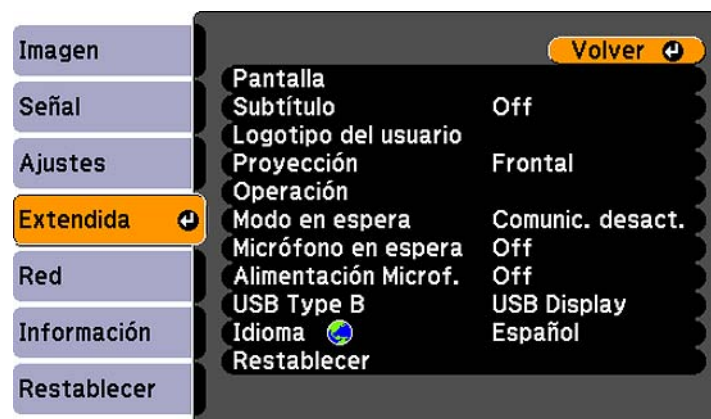 Imagen
Señal
Ajustes
Extendida
Red
Información
Restablecer
Volver
Pantalla
Subtítulo Off
Logotipo del usuario
Proyección Frontal
Operación
Modo en espera Comunic. desact.
Micrófono en espera Off
Alimentación Microf. Off
USB Type B USB Display
Idioma Español
Restablecer